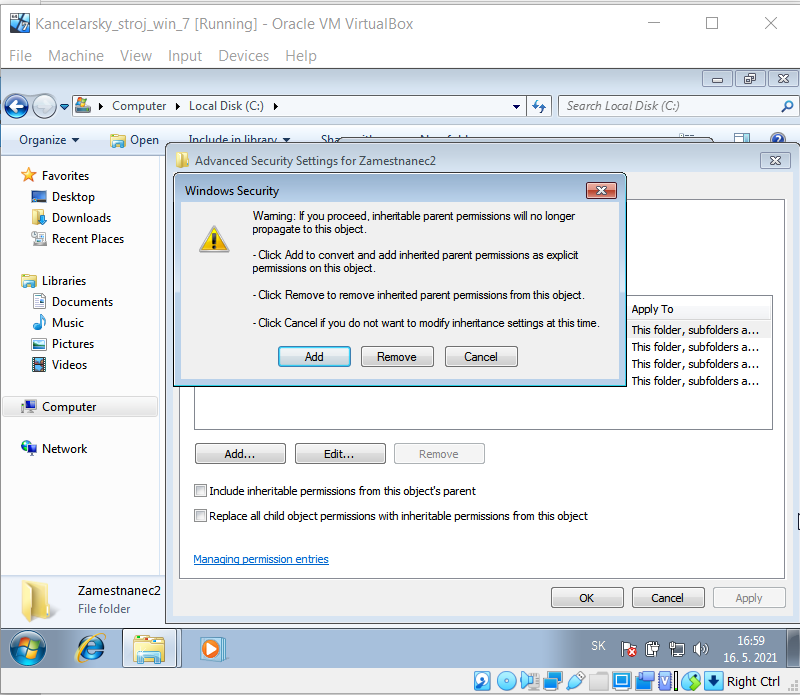 Kancelarsky_stroj_win_7 [Running] - Oracle VM VirtualBox
File Machine View Input Devices Help
Computer Local Disk (C:) Search Local Disk (C:)
Organize Open Include in library
Advanced Security Settings for Zamestnanec2
Windows Security
Warning: If you proceed, inheritable parent permissions will no longer
propagate to this object.
- Click Add to convert and add inherited parent permissions as explicit
permissions on this object.
- Click Remove to remove inherited parent permissions from this object.
- Click Cancel if you do not want to modify inheritance settings at this time.
Add Remove Cancel
Favorites
Desktop
Downloads
Recent Places
Libraries
Documents
Music
Pictures
Videos
Computer
Network
Apply To
This folder, subfolders a...
This folder, subfolders a...
This folder, subfolders a...
This folder, subfolders a...
Add... Edit... Remove
Include inheritable permissions from this object's parent
Replace all child object permissions with inheritable permissions from this object
Managing permission entries
OK Cancel Apply
Zamestnanec2
File folder
SK
16:59
16. 5. 2021
Right Ctrl